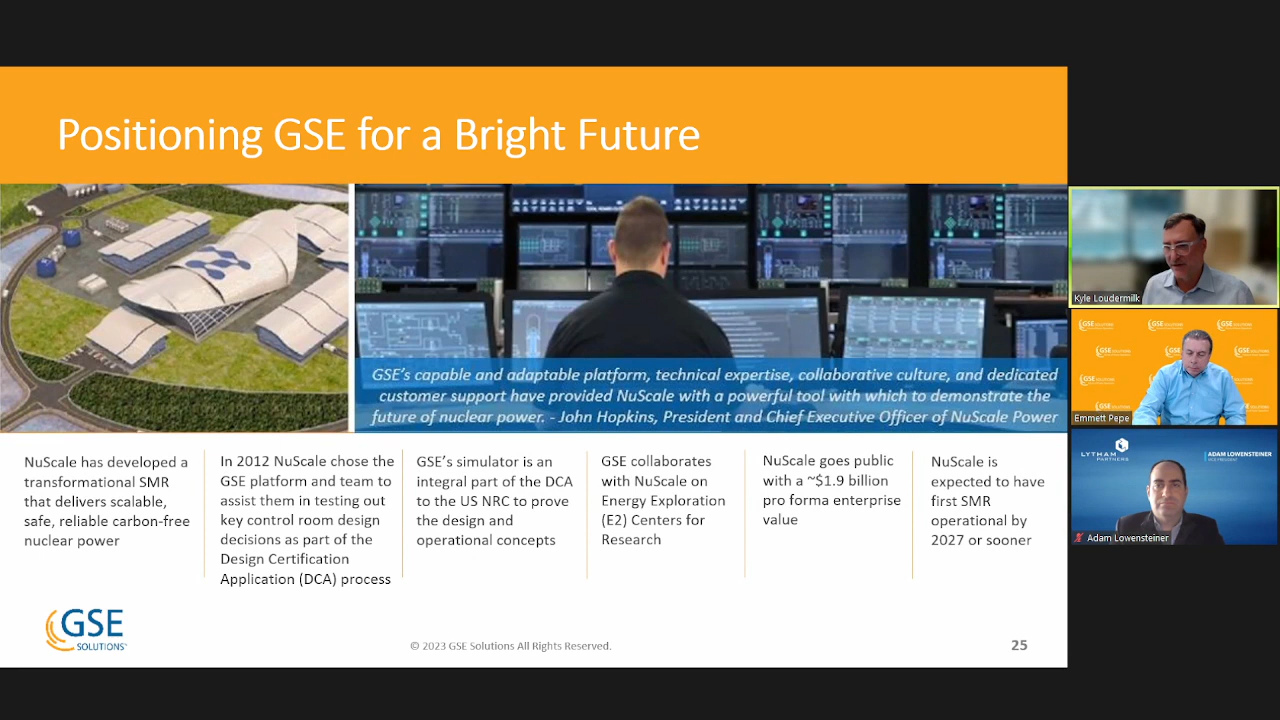 Positioning GSE for a Bright Future
GSE's capable and adaptable platform, technical expertise, collaborative culture, and dedicated
customer support have provided NuScale with a powerful tool with which to demonstrate the
future of nuclear power. - John Hopkins, President and Chief Executive Officer of NuScale Power
NuScale has developed a
transformational SMR
that delivers scalable,
safe, reliable carbon-free
nuclear power
In 2012 NuScale chose the
GSE platform and team to
assist them in testing out
key control room design
decisions as part of the
Design Certification
Application (DCA) process
GSE's simulator is an
integral part of the DCA
to the US NRC to prove
the design and
operational concepts
GSE collaborates
with NuScale on
Energy Exploration
(E2) Centers for
Research
NuScale goes public
with a ~$1.9 billion
pro forma enterprise
value
NuScale is
expected to have
first SMR
operational by
2027 or sooner
GSE
SOLUTIONS
© 2023 GSE Solutions All Rights Reserved.
25
Kyle Loudermilk
Emmett Pepe
LYTHAM
PARTNERS
ADAM LOWENSTEINER
VICE PRESIDENT
Adam Lowensteiner